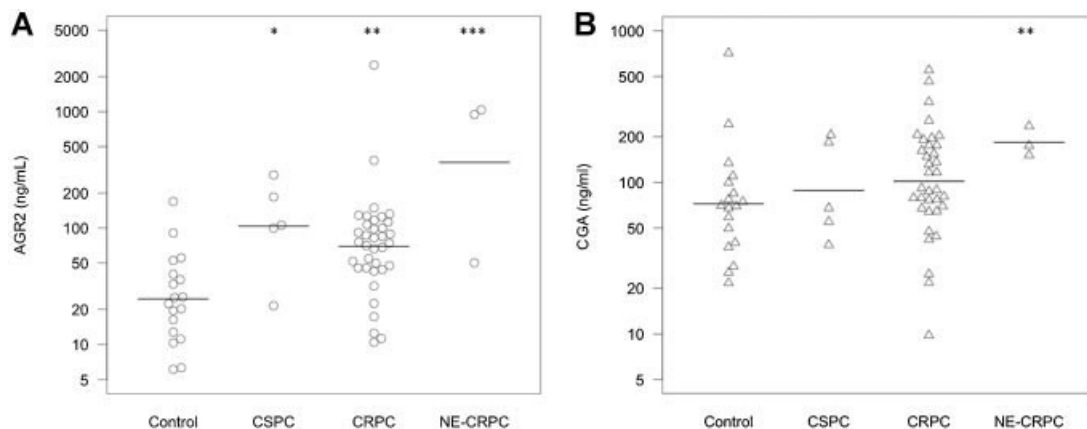 A
* ** ***
5000
2000
1000
500
200
100
50
20
10
5
AGR2 (ng/mL)
Control CSPC CRPC NE-CRPC
B
**
1000
500
200
100
50
20
10
5
CGA (ng/ml)
Control CSPC CRPC NE-CRPC